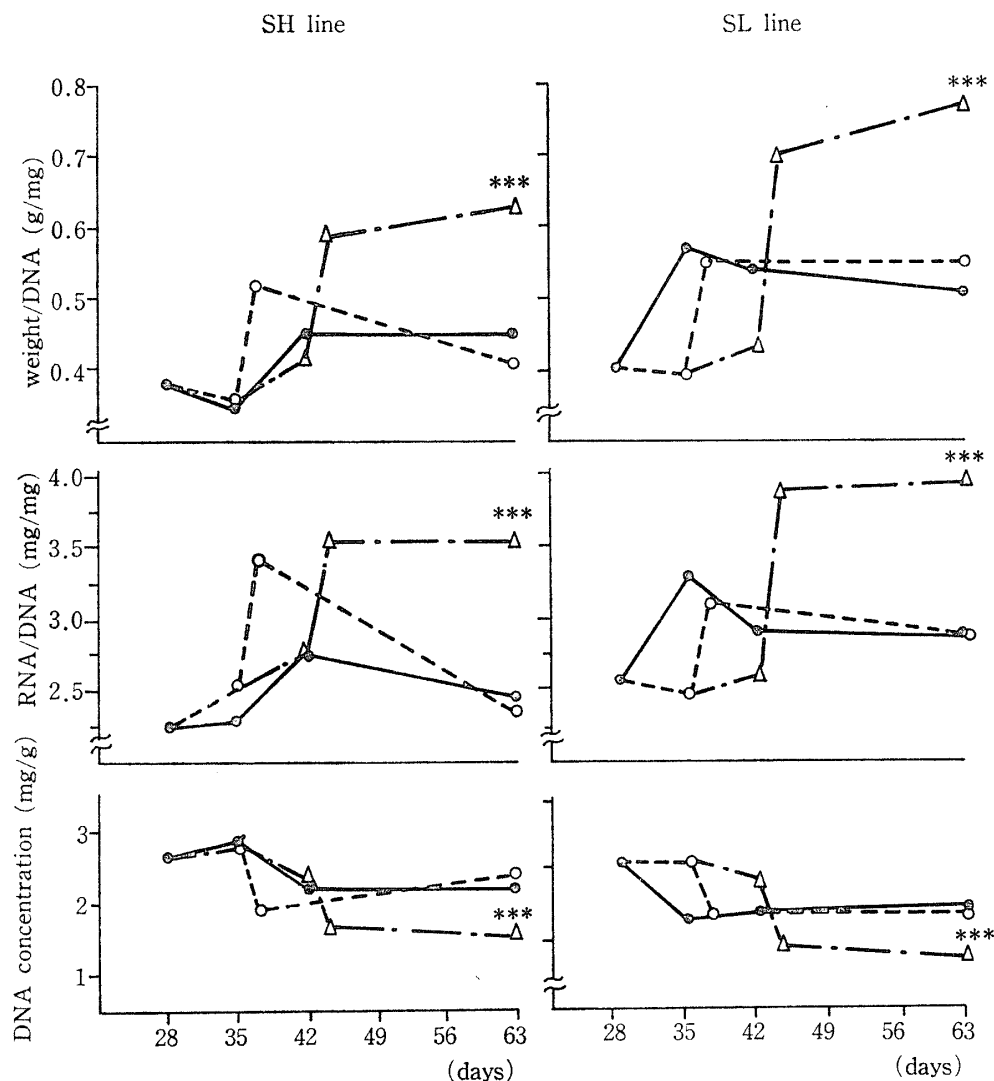 SH line
SL line
weight/DNA (g/mg)
0.8
0.7
0.6
0.5
0.4
***
***
RNA/DNA (mg/mg)
4.0
3.5
3.0
2.5
***
***
DNA concentration (mg/g)
3
2
1
***
***
28 35 42 49 56 63
(days)
28 35 42 49 56 63
(days)